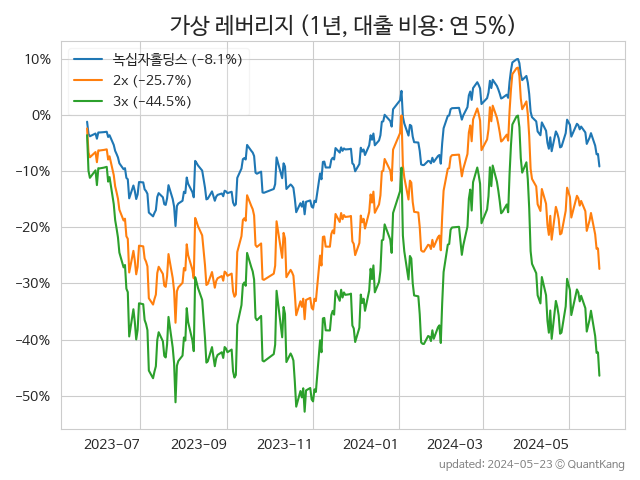 가상 레버리지 (1년, 대출 비용: 연 5%)
녹십자홀딩스 (−8.1%)
2x (−25.7%)
3x (−44.5%)
10%
0%
−10%
−20%
−30%
−40%
−50%
2023-07
2023-09
2023-11
2024-01
2024-03
2024-05
updated: 2024-05-23 © QuantKang